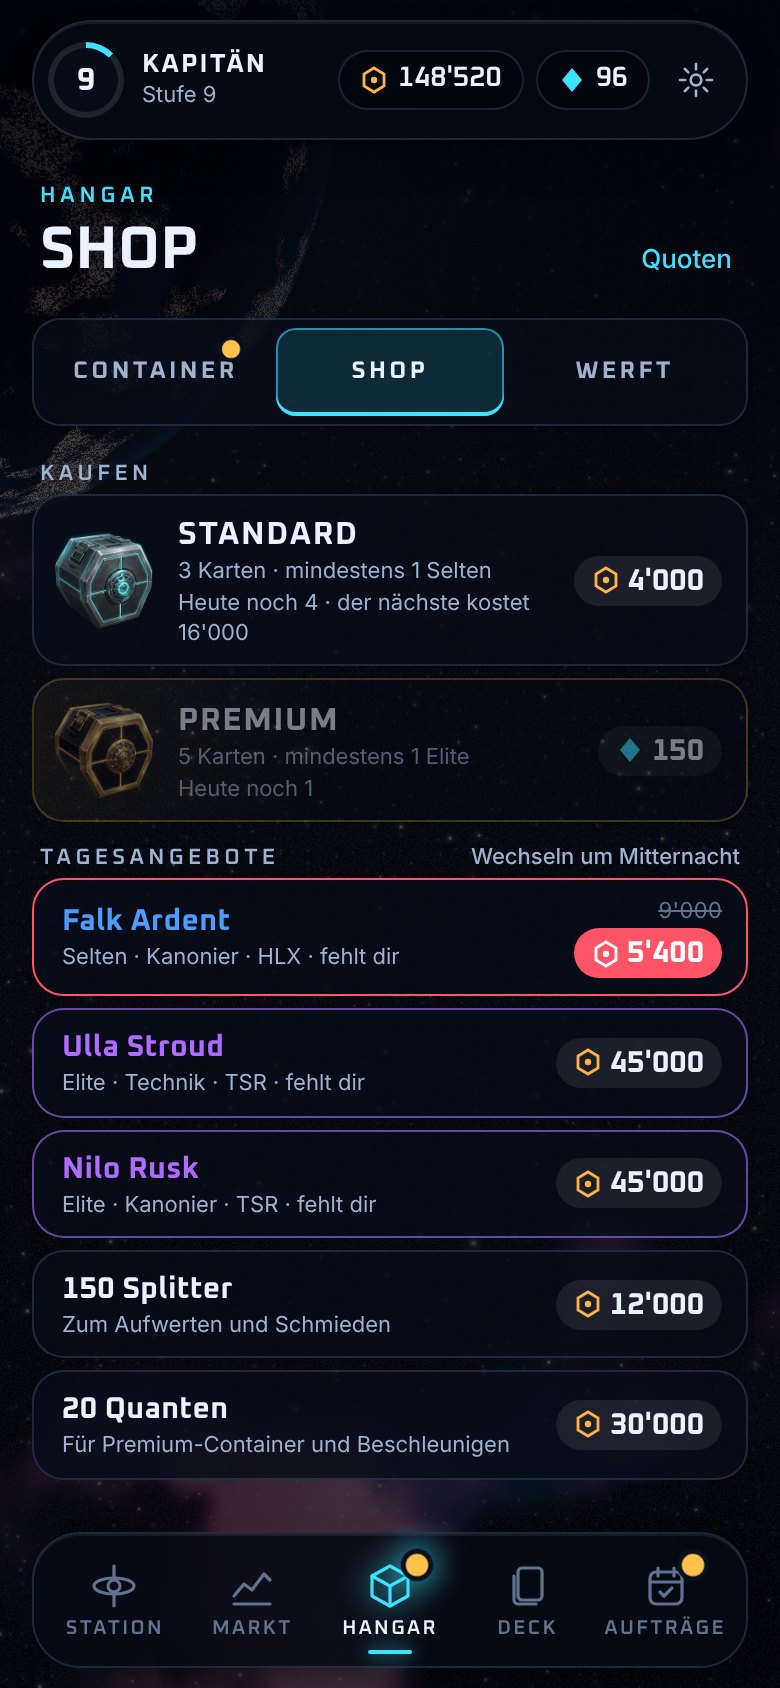 9
KAPITÄN
Stufe 9
148'520
96
HANGAR
SHOP
Quoten
CONTAINER
SHOP
WERFT
KAUFEN
STANDARD
3 Karten · mindestens 1 Selten
Heute noch 4 · der nächste kostet
16'000
4'000
PREMIUM
5 Karten · mindestens 1 Elite
Heute noch 1
150
TAGESANGEBOTE
Wechseln um Mitternacht
Falk Ardent
Selten · Kanonier · HLX · fehlt dir
9'000
5'400
Ulla Stroud
Elite · Technik · TSR · fehlt dir
45'000
Nilo Rusk
Elite · Kanonier · TSR · fehlt dir
45'000
150 Splitter
Zum Aufwerten und Schmieden
12'000
20 Quanten
Für Premium-Container und Beschleunigen
30'000
STATION
MARKT
HANGAR
DECK
AUFTRÄGE